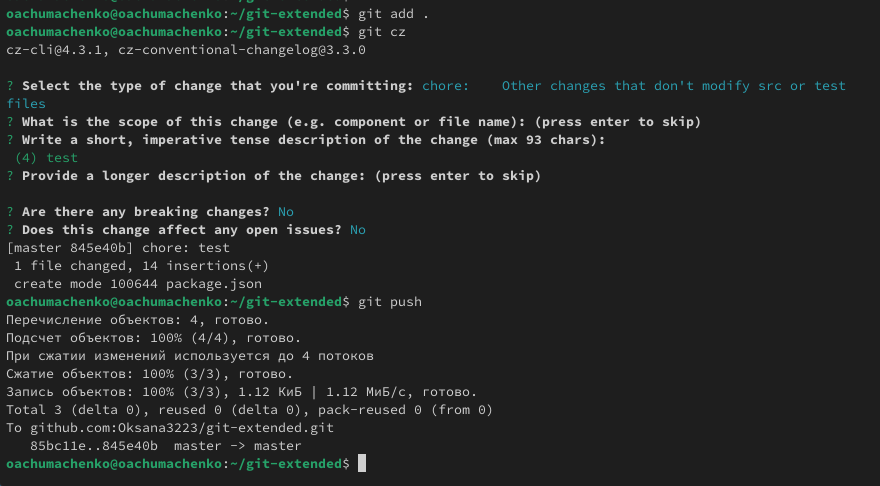 oachumachenko@oachumachenko:~/git-extended$ git add .
oachumachenko@oachumachenko:~/git-extended$ git cz
cz-cli@4.3.1, cz-conventional-changelog@3.3.0
? Select the type of change that you're committing: chore:    Other changes that don't modify src or test
files
? What is the scope of this change (e.g. component or file name): (press enter to skip)
? Write a short, imperative tense description of the change (max 93 chars):
 (4) test
? Provide a longer description of the change: (press enter to skip)
? Are there any breaking changes? No
? Does this change affect any open issues? No
[master 845e40b] chore: test
 1 file changed, 14 insertions(+)
 create mode 100644 package.json
oachumachenko@oachumachenko:~/git-extended$ git push
Перечисление объектов: 4, готово.
Подсчет объектов: 100% (4/4), готово.
При сжатии изменений используется до 4 потоков
Сжатие объектов: 100% (3/3), готово.
Запись объектов: 100% (3/3), 1.12 КиБ | 1.12 МиБ/с, готово.
Total 3 (delta 0), reused 0 (delta 0), pack-reused 0 (from 0)
To github.com:Oksana3223/git-extended.git
   85bc11e..845e40b  master -> master
oachumachenko@oachumachenko:~/git-extended$